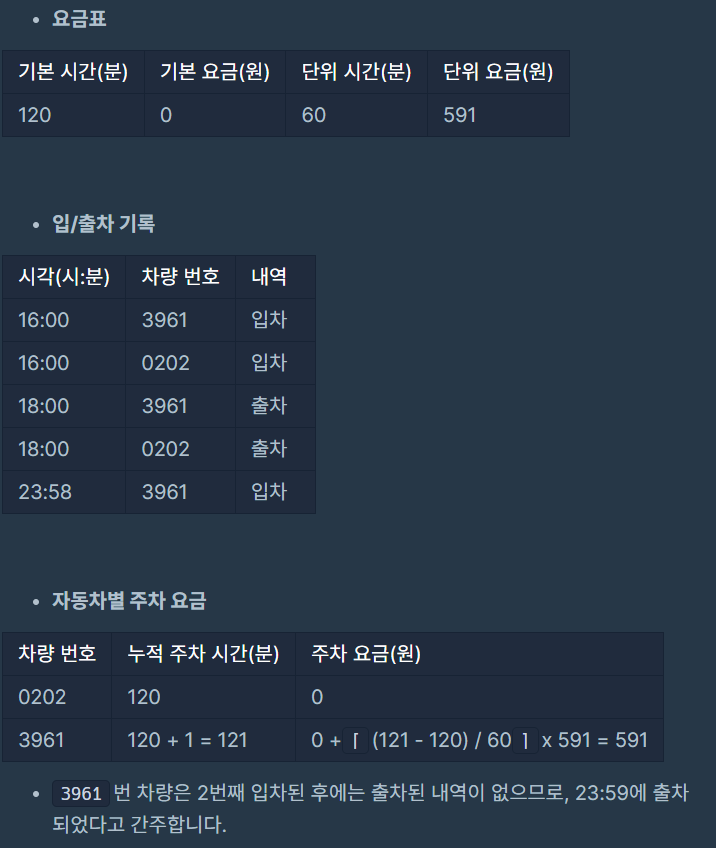 • 요금표
기본 시간(분) 기본 요금(원) 단위 시간(분) 단위 요금(원)
120 0 60 591
• 입/출차 기록
시각(시:분) 차량 번호 내역
16:00 3961 입차
16:00 0202 입차
18:00 3961 출차
18:00 0202 출차
23:58 3961 입차
• 자동차별 주차 요금
차량 번호 누적 주차 시간(분) 주차 요금(원)
0202 120 0
3961 120 + 1 = 121 0 + ⌈ (121 - 120) / 60 ⌉ x 591 = 591
• 3961 번 차량은 2번째 입차된 후에는 출차된 내역이 없으므로, 23:59에 출차
되었다고 간주합니다.